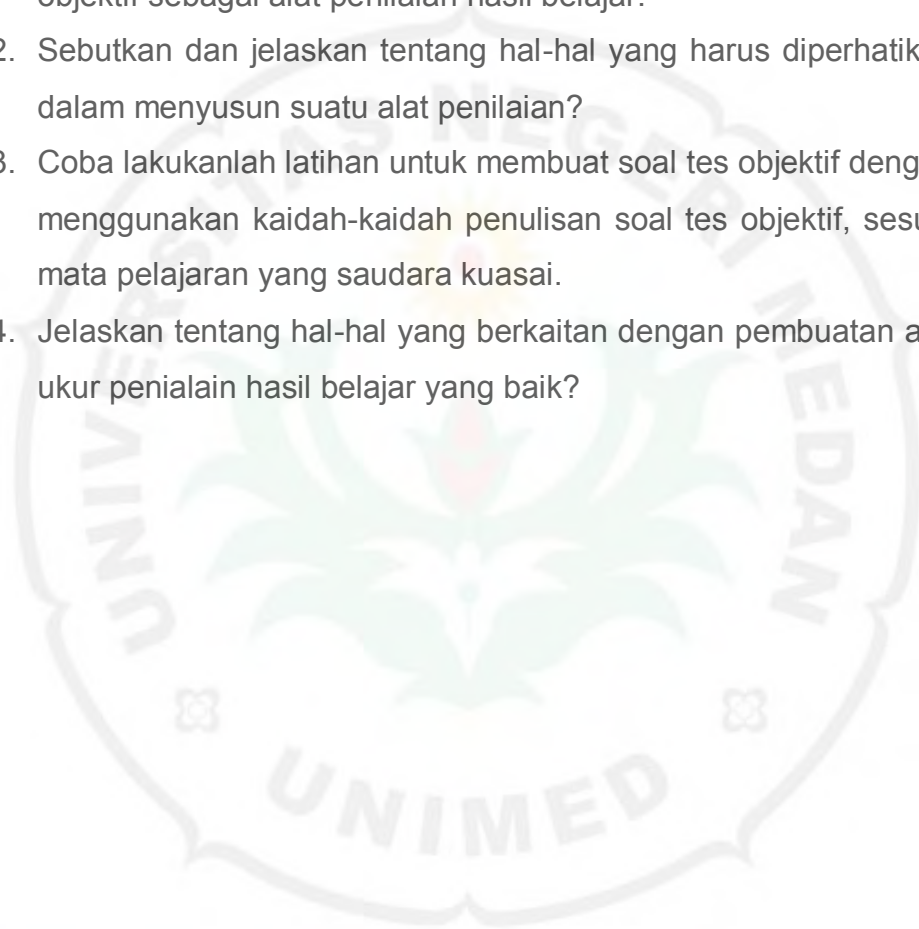 objektif sebagai alat penilaian hasil belajar.
2. Sebutkan dan jelaskan tentang hal-hal yang harus diperhatik
dalam menyusun suatu alat penilaian?
3. Coba lakukanlah latihan untuk membuat soal tes objektif deng
menggunakan kaidah-kaidah penulisan soal tes objektif, sesu
mata pelajaran yang saudara kuasai.
4. Jelaskan tentang hal-hal yang berkaitan dengan pembuatan a
ukur penialain hasil belajar yang baik?
UNIVERSITAS NEGERI MEDAN
UNIMED